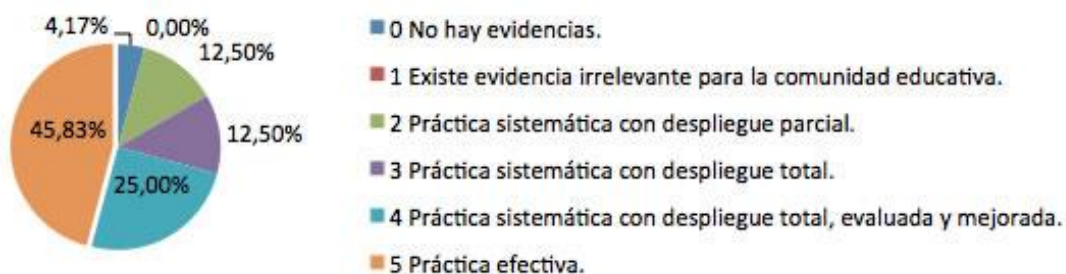 4,17%
0,00%
12,50%
12,50%
25,00%
45,83%
0 No hay evidencias.
1 Existe evidencia irrelevante para la comunidad educativa.
2 Práctica sistemática con despliegue parcial.
3 Práctica sistemática con despliegue total.
4 Práctica sistemática con despliegue total, evaluada y mejorada.
5 Práctica efectiva.